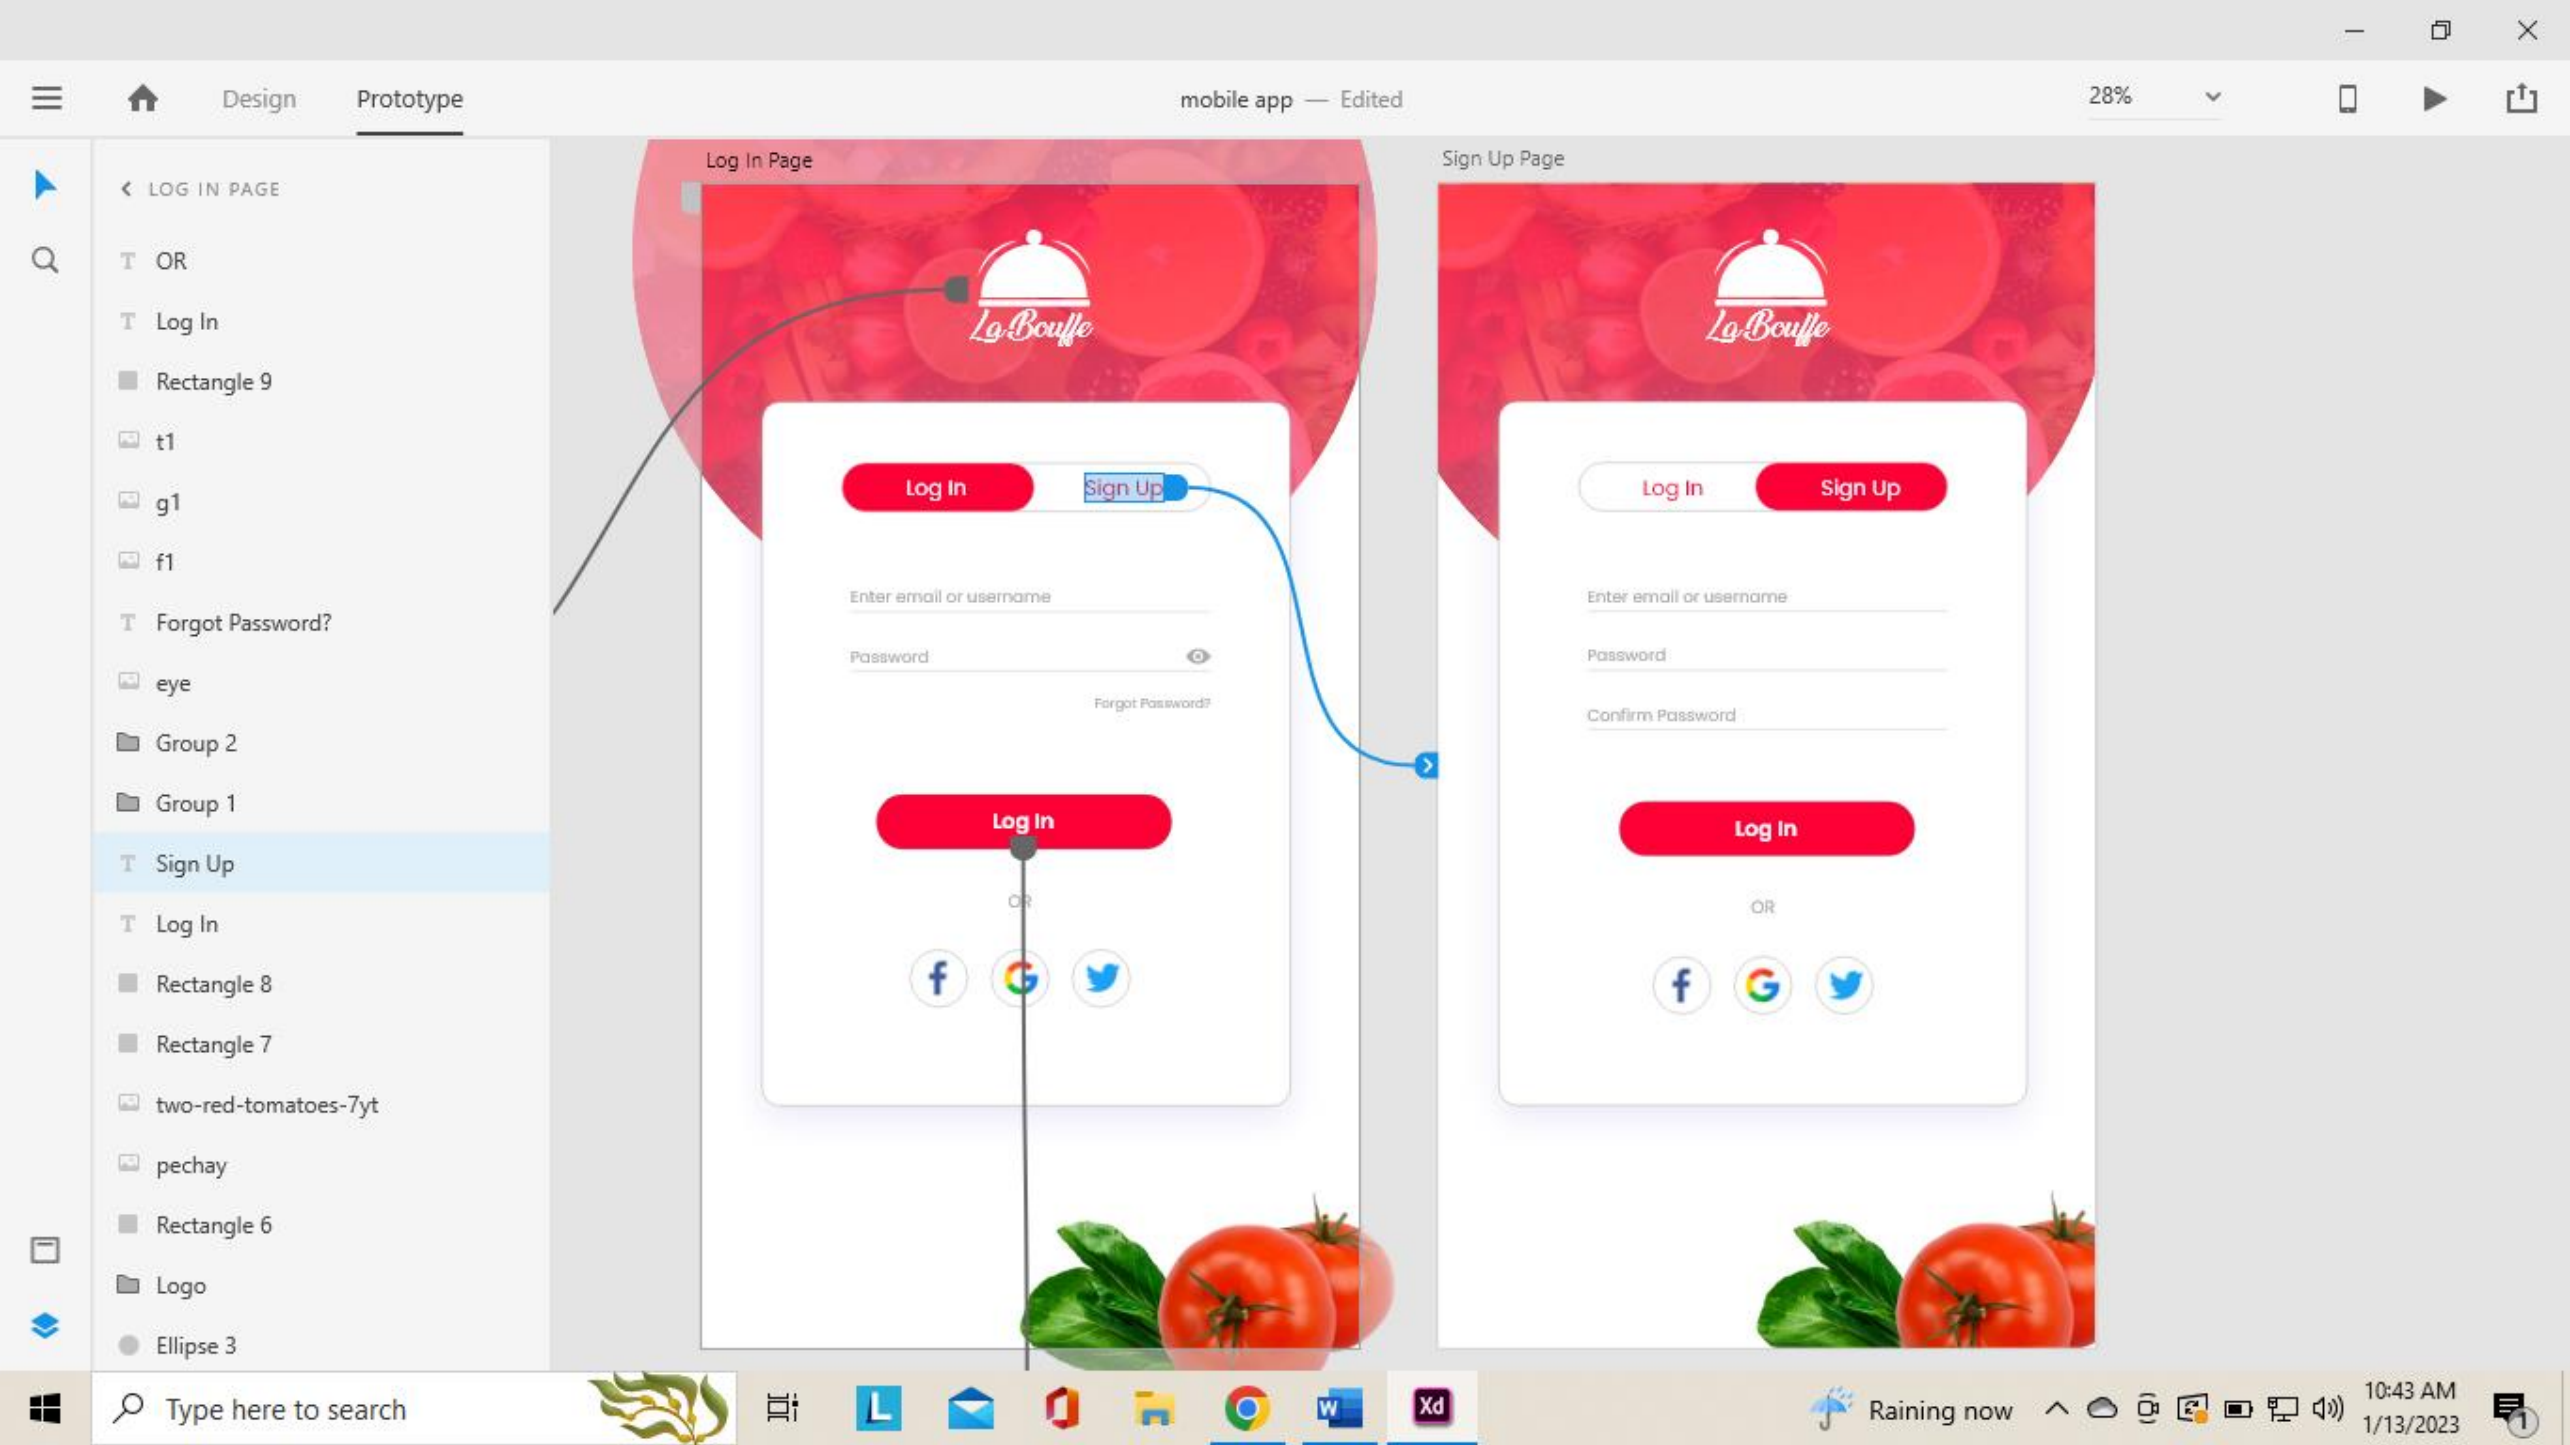 Design
Prototype
mobile app — Edited
28%
LOG IN PAGE
OR
Log In
Rectangle 9
t1
g1
f1
Forgot Password?
eye
Group 2
Group 1
Sign Up
Log In
Rectangle 8
Rectangle 7
two-red-tomatoes-7yt
pechay
Rectangle 6
Logo
Ellipse 3
Log In Page
La Bouffe
Log In
Sign Up
Enter email or username
Password
Forgot Password?
Log In
OR
Sign Up Page
La Bouffe
Log In
Sign Up
Enter email or username
Password
Confirm Password
Log In
OR
Type here to search
L
W
Xd
Raining now
10:43 AM
1/13/2023
1